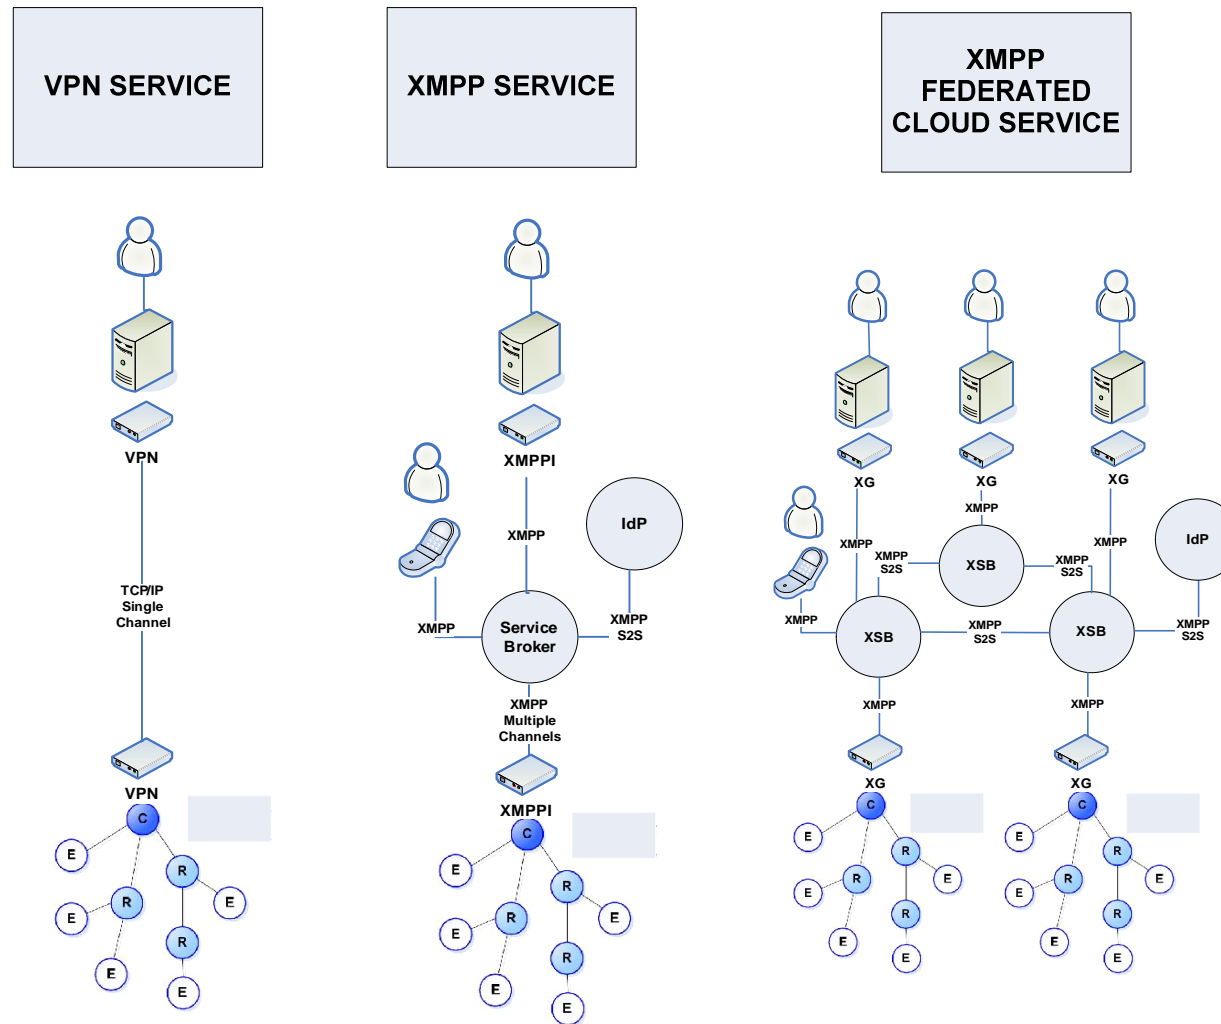 VPN SERVICE
XMPP SERVICE
XMPP
FEDERATED
CLOUD SERVICE
VPN
TCP/IP
Single
Channel
VPN
C
E
R
R
E
E
R
E
E
XMPPI
XMPP
IdP
XMPP
Service
Broker
XMPP
S2S
XMPP
Multiple
Channels
XMPPI
C
E
R
R
E
E
R
E
E
XG
XG
XG
XMPP
XMPP
XMPP
IdP
XMPP
S2S
XSB
XMPP
S2S
XMPP
XSB
XMPP
S2S
XSB
XMPP
S2S
XMPP
XMPP
XG
XG
C
E
R
R
E
E
R
E
E
C
E
R
R
E
E
R
E
E